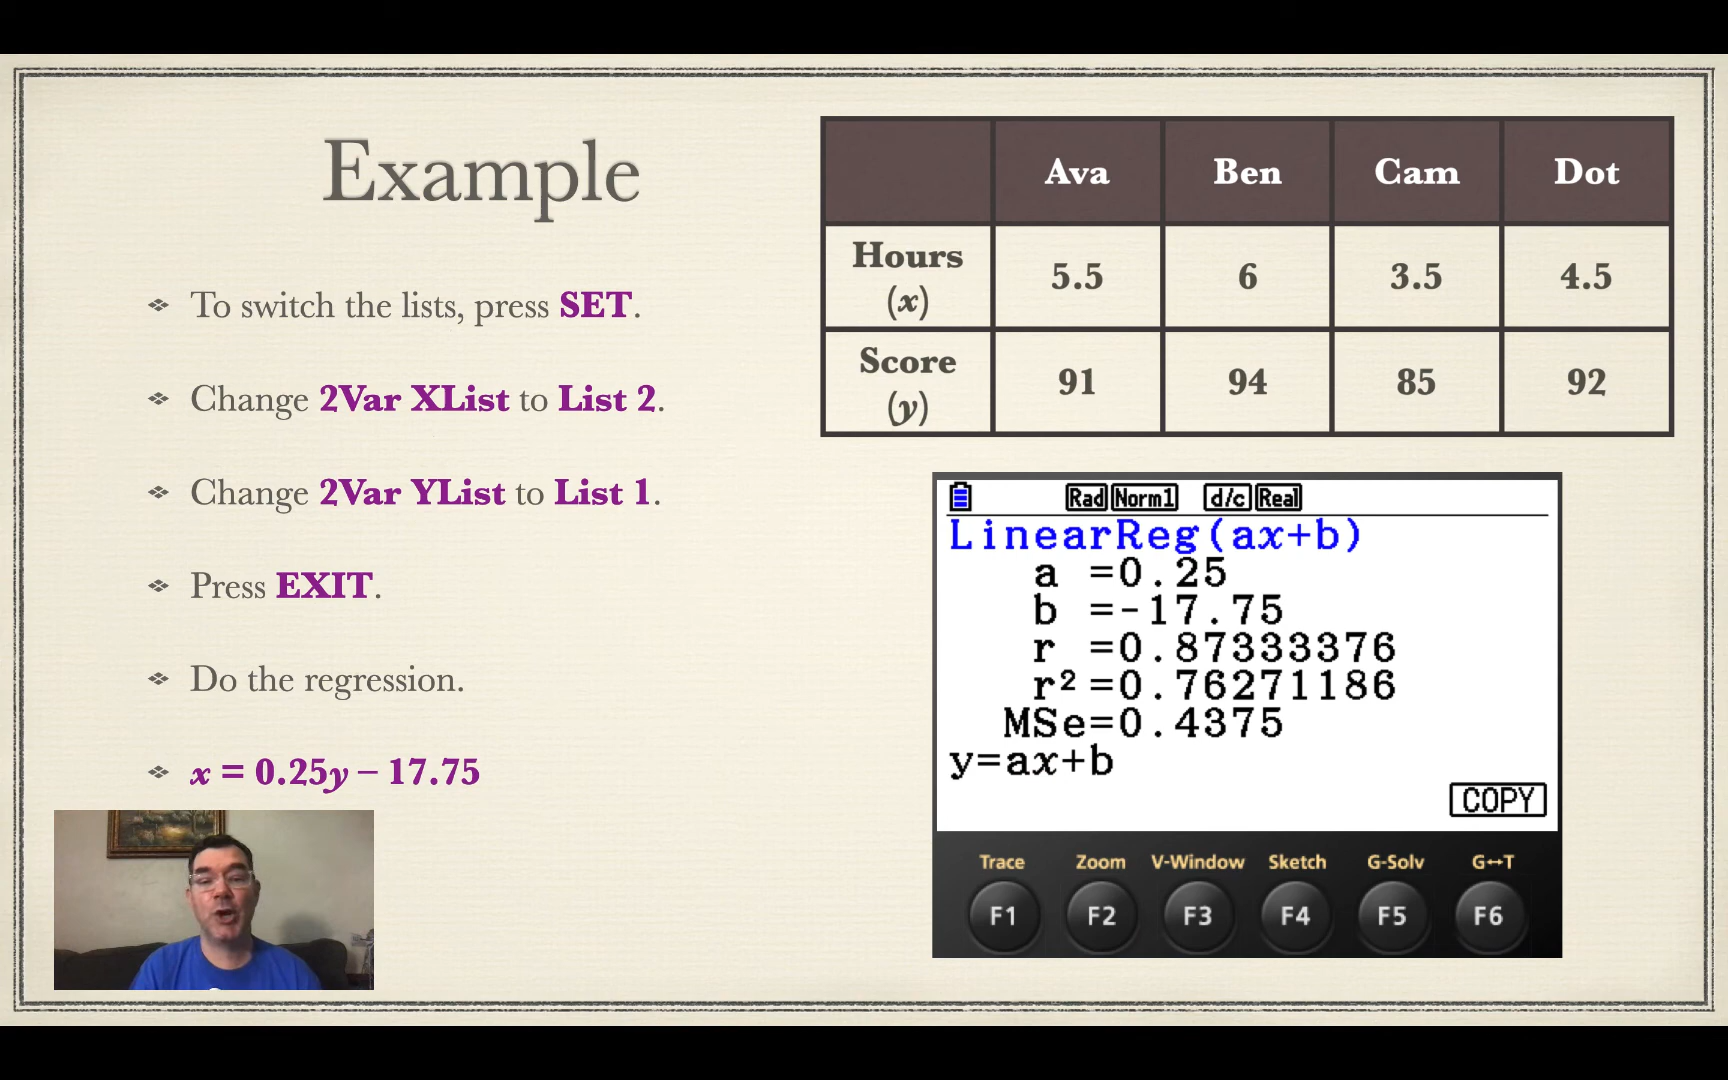 Example
To switch the lists, press SET.
Change 2Var XList to List 2.
Change 2Var YList to List 1.
Press EXIT.
Do the regression.
x = 0.25y – 17.75
Ava Ben Cam Dot
Hours (x) 5.5 6 3.5 4.5
Score (y) 91 94 85 92
Rad Norm1 d/c Real
LinearReg(ax+b)
a =0.25
b =-17.75
r =0.87333376
r²=0.76271186
MSe=0.4375
y=ax+b
COPY
Trace Zoom V-Window Sketch G-Solv G↔T
F1 F2 F3 F4 F5 F6